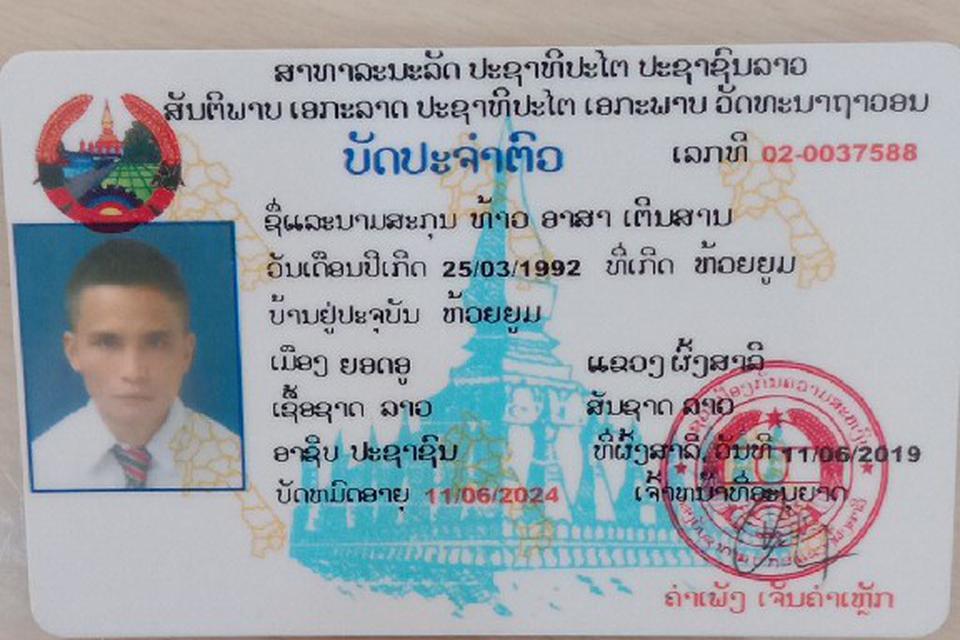 ສາທາລະນະລັດ ປະຊາທິປະໄຕ ປະຊາຊົນລາວ
ສັນຕິພາບ ເອກະລາດ ປະຊາທິປະໄຕ ເອກະພາບ ວັດທະນາຖາວອນ
ບັດປະຈຳຕົວ ເລກທີ 02-0037588
ຊື່ແລະນາມສະກຸນ ທ້າວ ອາສາ ເຕີນສານ
ວັນເດືອນປີເກີດ 25/03/1992 ທີ່ເກີດ ຫ້ວຍຍູມ
ບ້ານຢູ່ປະຈຸບັນ ຫ້ວຍຍູມ
ເມືອງ ຍອດອູ ແຂວງ ຜົ້ງສາລີ
ເຊື້ອຊາດ ລາວ ສັນຊາດ ລາວ
ອາຊິບ ປະຊາຊົນ ທີ່ຜົ້ງສາລີ, ວັນທີ 11/06/2019
ບັດຫມົດອາຍຸ 11/06/2024 ເຈົ້າຫນ້າທີ່ອະນຸຍາດ
ຄຳເພັງ ເຈັນຄຳເຫຼັກ